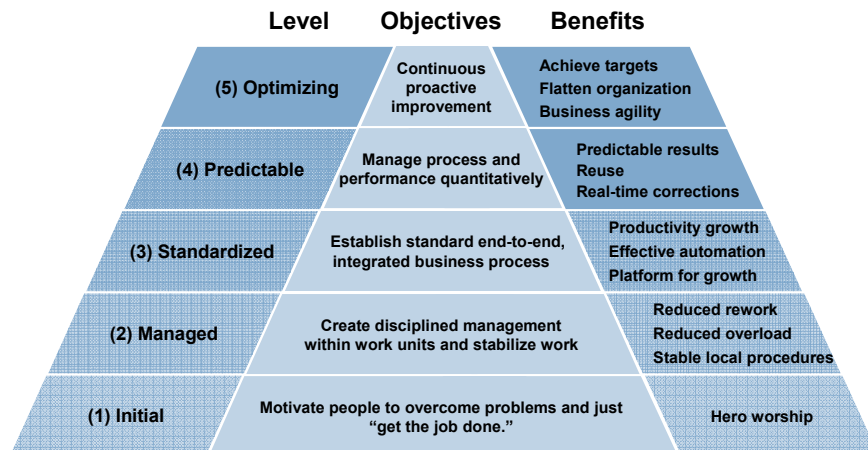 Level Objectives Benefits
(5) Optimizing
Continuous
proactive
improvement
Achieve targets
Flatten organization
Business agility
(4) Predictable
Manage process and
performance quantitatively
Predictable results
Reuse
Real-time corrections
(3) Standardized
Establish standard end-to-end,
integrated business process
Productivity growth
Effective automation
Platform for growth
(2) Managed
Create disciplined management
within work units and stabilize work
Reduced rework
Reduced overload
Stable local procedures
(1) Initial
Motivate people to overcome problems and just
“get the job done.”
Hero worship